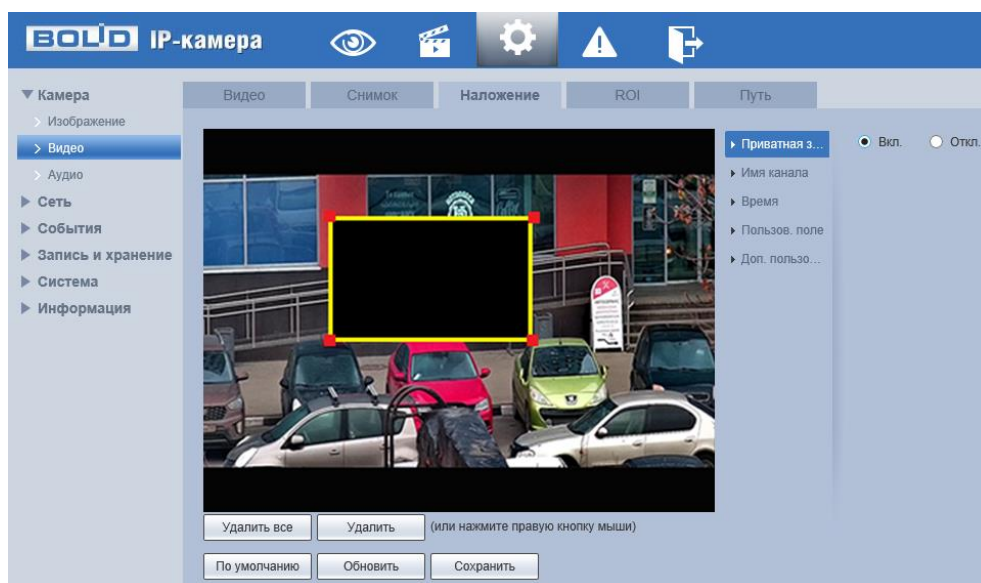 BOLID IP-камера
Камера
Изображение
Видео
Аудио
Сеть
События
Запись и хранение
Система
Информация
Видео Снимок Наложение ROI Путь
Приватная з...
Имя канала
Время
Пользов. поле
Доп. пользо...
Вкл. Откл.
Удалить все Удалить (или нажмите правую кнопку мыши)
По умолчанию Обновить Сохранить